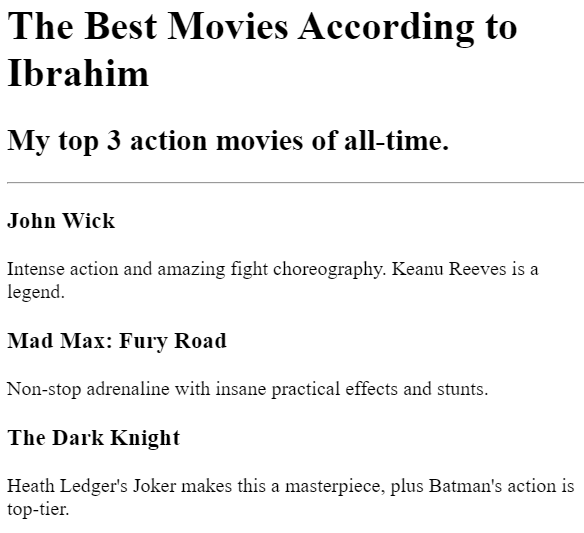 The Best Movies According to
Ibrahim
My top 3 action movies of all-time.
John Wick
Intense action and amazing fight choreography. Keanu Reeves is a
legend.
Mad Max: Fury Road
Non-stop adrenaline with insane practical effects and stunts.
The Dark Knight
Heath Ledger's Joker makes this a masterpiece, plus Batman's action is
top-tier.